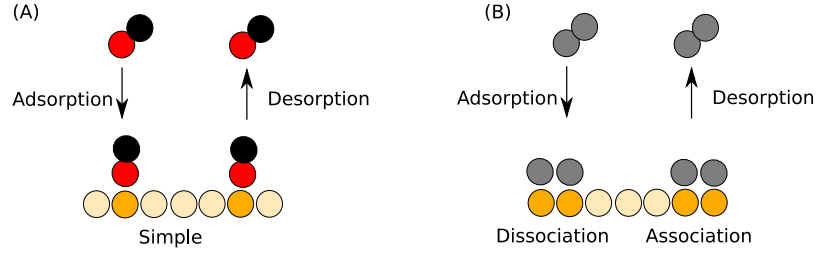 (A)
Adsorption
Desorption
Simple
(B)
Adsorption
Desorption
Dissociation
Association